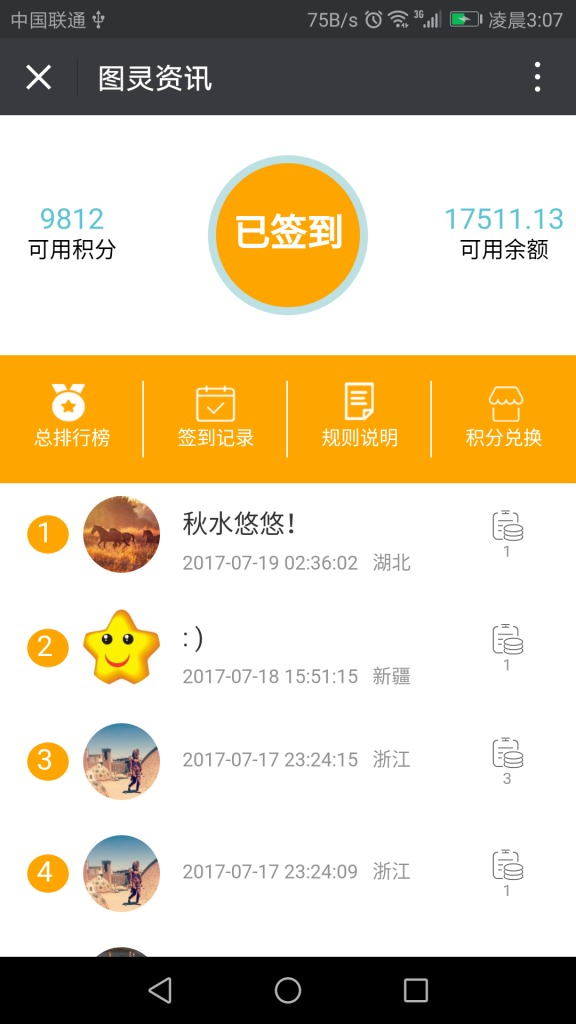 中国联通 75B/s 3G 凌晨3:07
图灵资讯
9812
可用积分
已签到
17511.13
可用余额
总排行榜 签到记录 规则说明 积分兑换
1 秋水悠悠！
2017-07-19 02:36:02 湖北
1
2 : )
2017-07-18 15:51:15 新疆
1
3 2017-07-17 23:24:15 浙江
3
4 2017-07-17 23:24:09 浙江
1